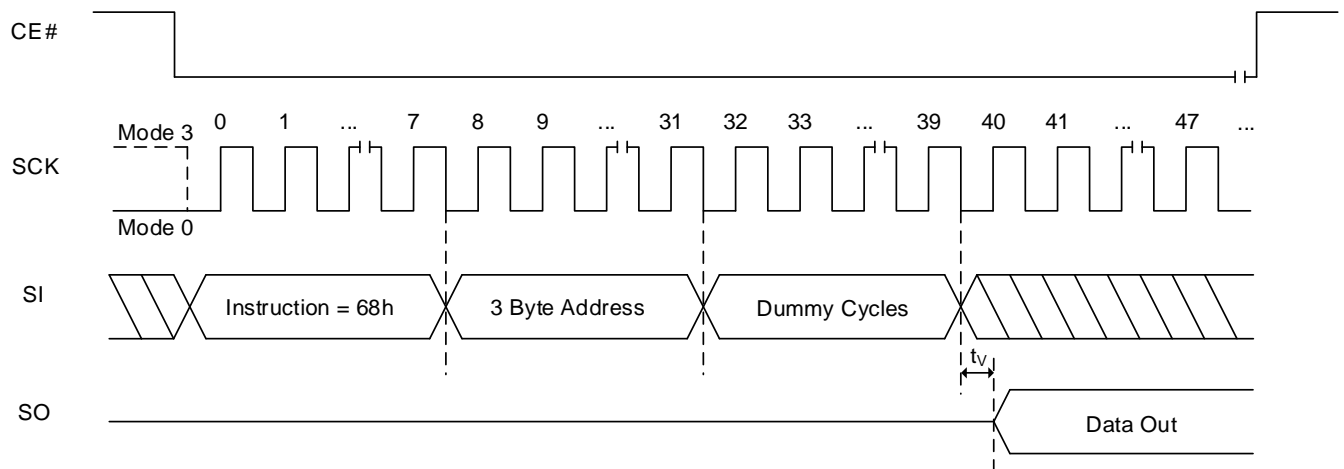 CE#
0 1 ... 7 8 9 ... 31 32 33 ... 39 40 41 ... 47 ...
Mode 3
SCK
Mode 0
SI
Instruction = 68h
3 Byte Address
Dummy Cycles
tV
SO
Data Out